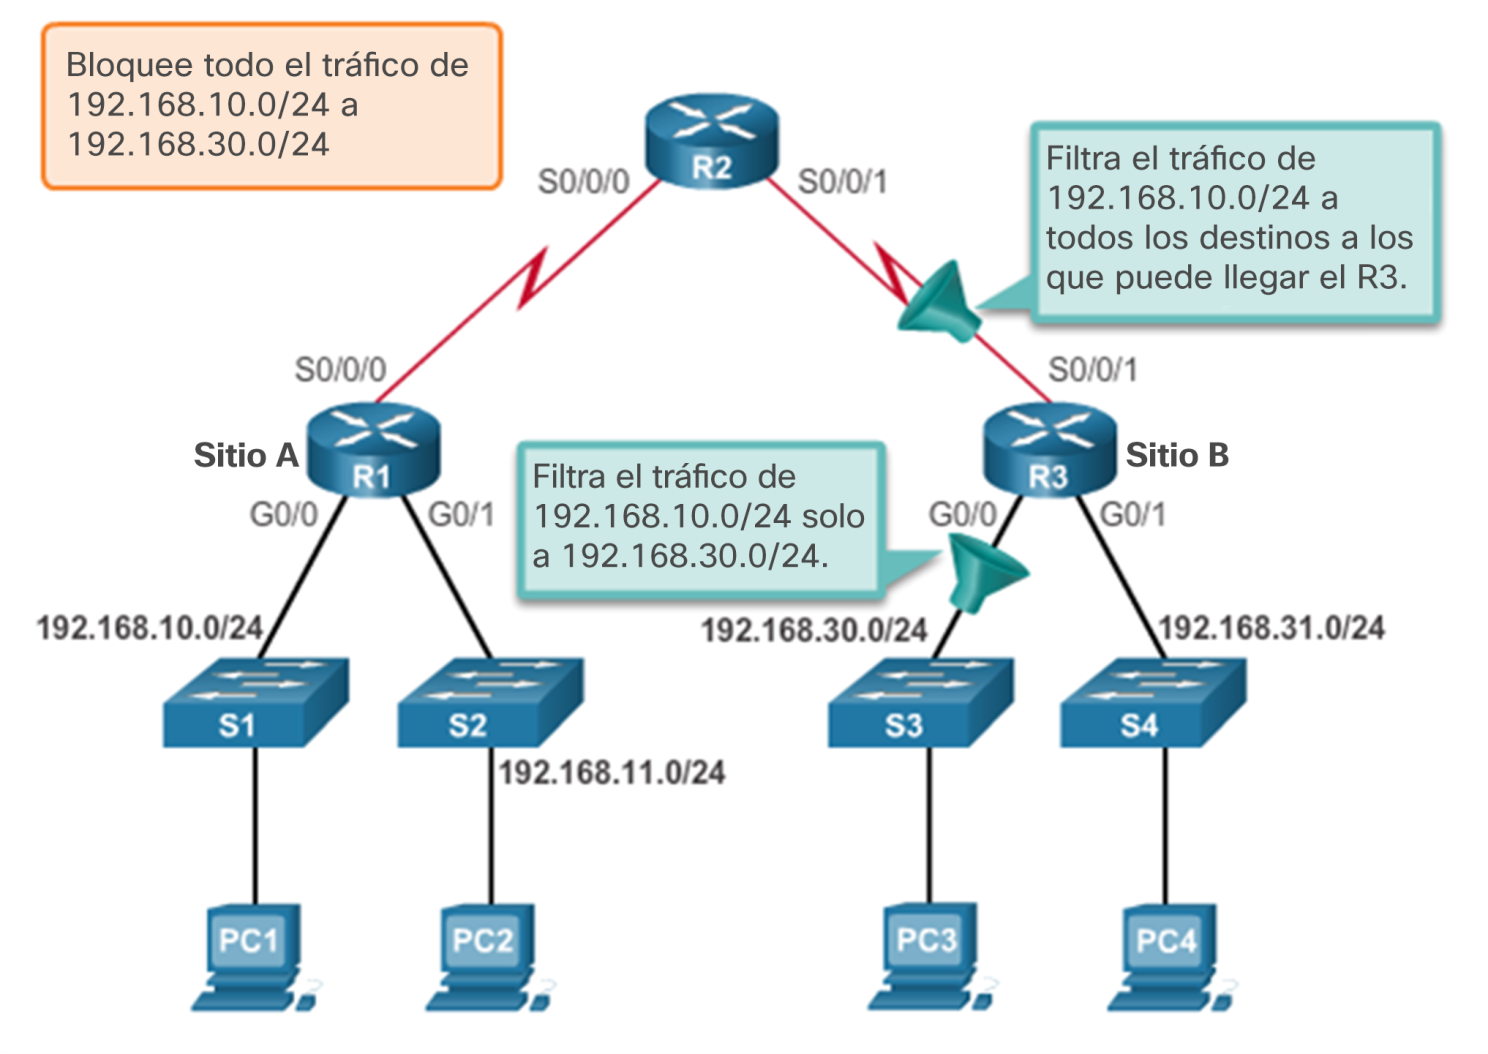 Bloquee todo el tráfico de
192.168.10.0/24 a
192.168.30.0/24
R2
S0/0/0
S0/0/1
Filtra el tráfico de
192.168.10.0/24 a
todos los destinos a los
que puede llegar el R3.
S0/0/0
S0/0/1
Sitio A
R1
R3
Sitio B
G0/0
G0/1
Filtra el tráfico de
192.168.10.0/24 solo
a 192.168.30.0/24.
G0/0
G0/1
192.168.10.0/24
192.168.30.0/24
192.168.31.0/24
S1
S2
S3
S4
192.168.11.0/24
PC1
PC2
PC3
PC4